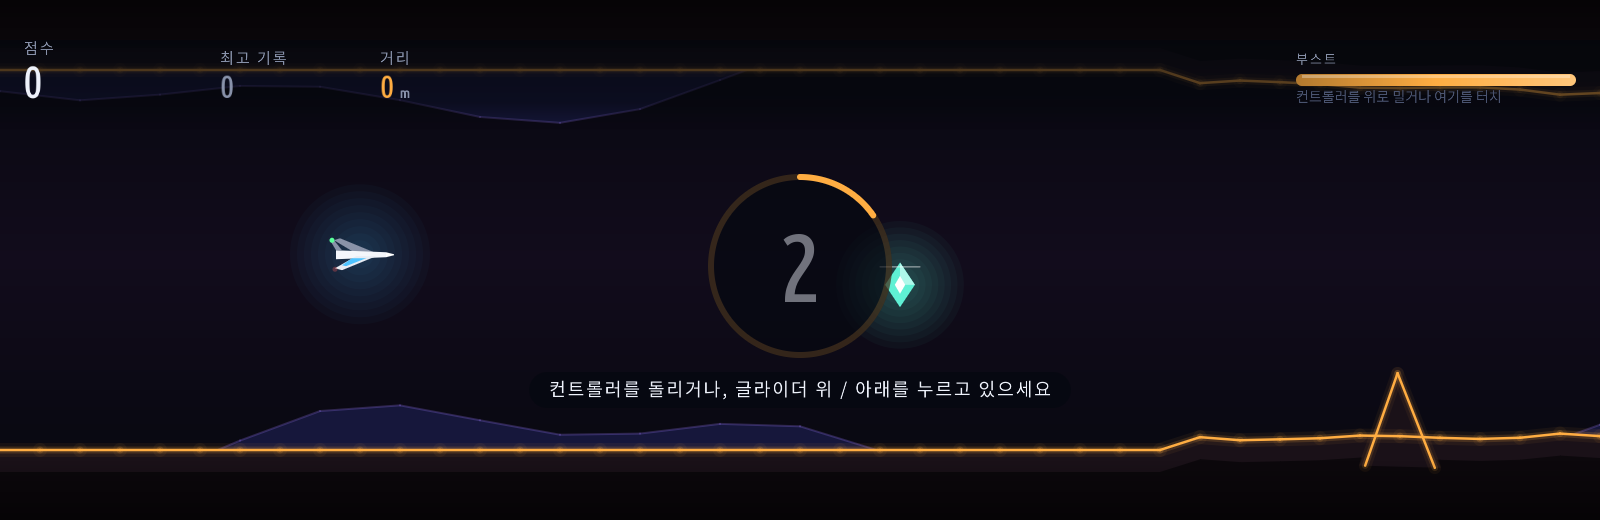 점수
0
최고 기록
0
거리
0 m
부스트
컨트롤러를 위로 밀거나 여기를 터치
2
컨트롤러를 돌리거나, 글라이더 위 / 아래를 누르고 있으세요